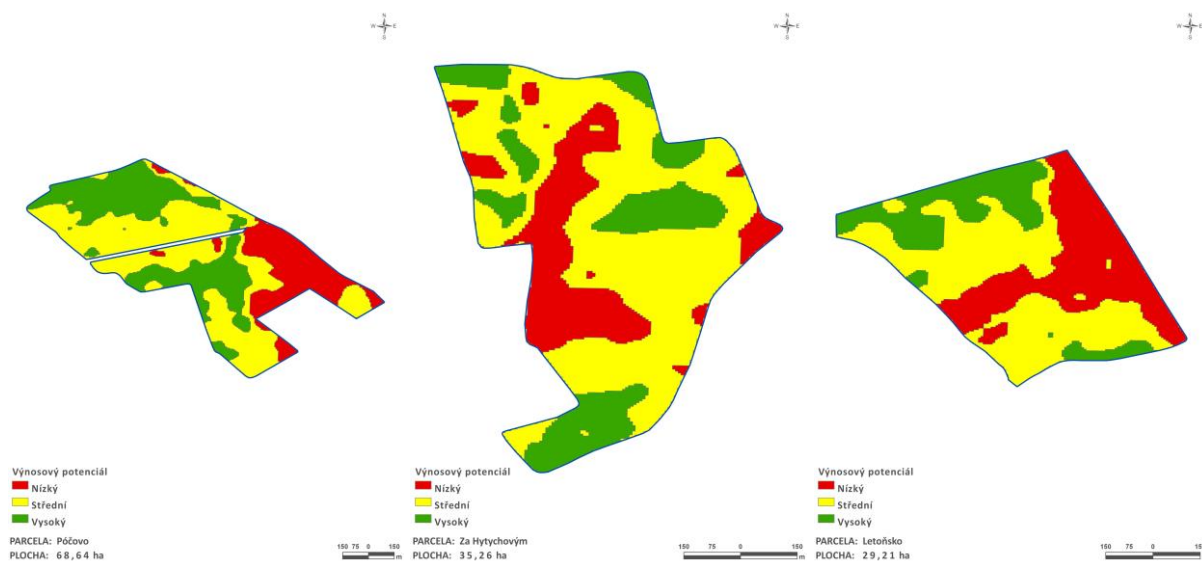 N
W E
S
Výnosový potenciál
Nízký
Střední
Vysoký
PARCELA: Póčovo
PLOCHA: 68,64 ha
150 75 0 150
m
N
W E
S
Výnosový potenciál
Nízký
Střední
Vysoký
PARCELA: Za Hytychovým
PLOCHA: 35,26 ha
150 75 0 150
m
N
W E
S
Výnosový potenciál
Nízký
Střední
Vysoký
PARCELA: Letoňsko
PLOCHA: 29,21 ha
150 75 0 15